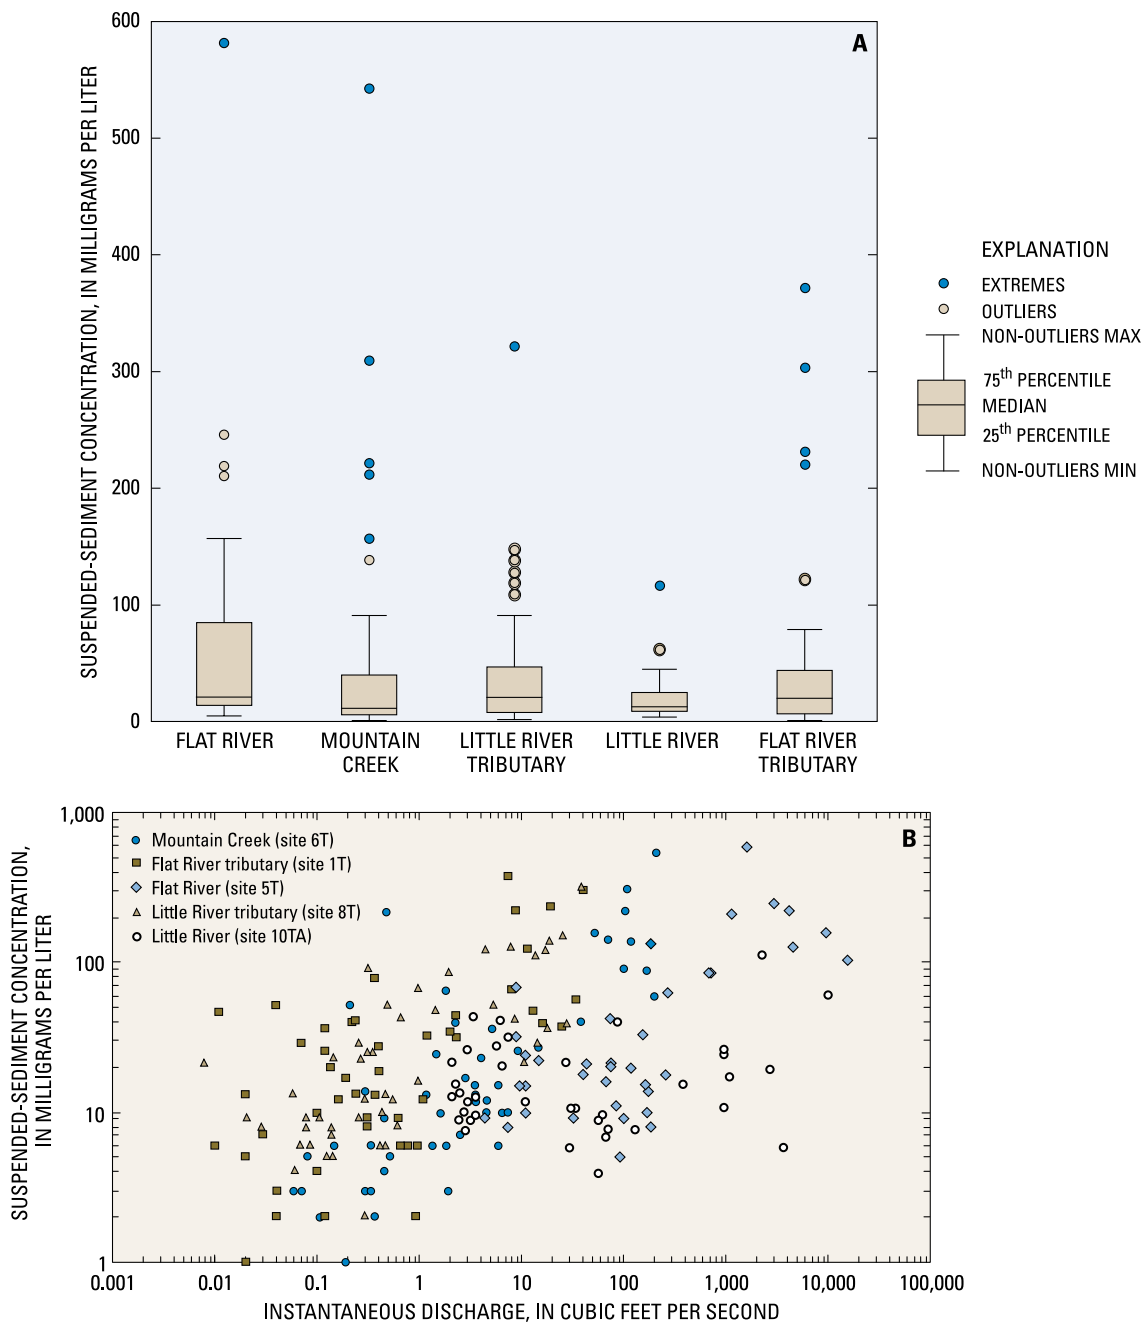 A
SUSPENDED-SEDIMENT CONCENTRATION, IN MILLIGRAMS PER LITER
600
500
400
300
200
100
0
FLAT RIVER
MOUNTAIN
CREEK
LITTLE RIVER
TRIBUTARY
LITTLE RIVER
FLAT RIVER
TRIBUTARY
EXPLANATION
EXTREMES
OUTLIERS
NON-OUTLIERS MAX
75th PERCENTILE
MEDIAN
25th PERCENTILE
NON-OUTLIERS MIN
B
SUSPENDED-SEDIMENT CONCENTRATION,
IN MILLIGRAMS PER LITER
1,000
100
10
1
Mountain Creek (site 6T)
Flat River tributary (site 1T)
Flat River (site 5T)
Little River tributary (site 8T)
Little River (site 10TA)
0.001
0.01
0.1
1
10
100
1,000
10,000
100,000
INSTANTANEOUS DISCHARGE, IN CUBIC FEET PER SECOND